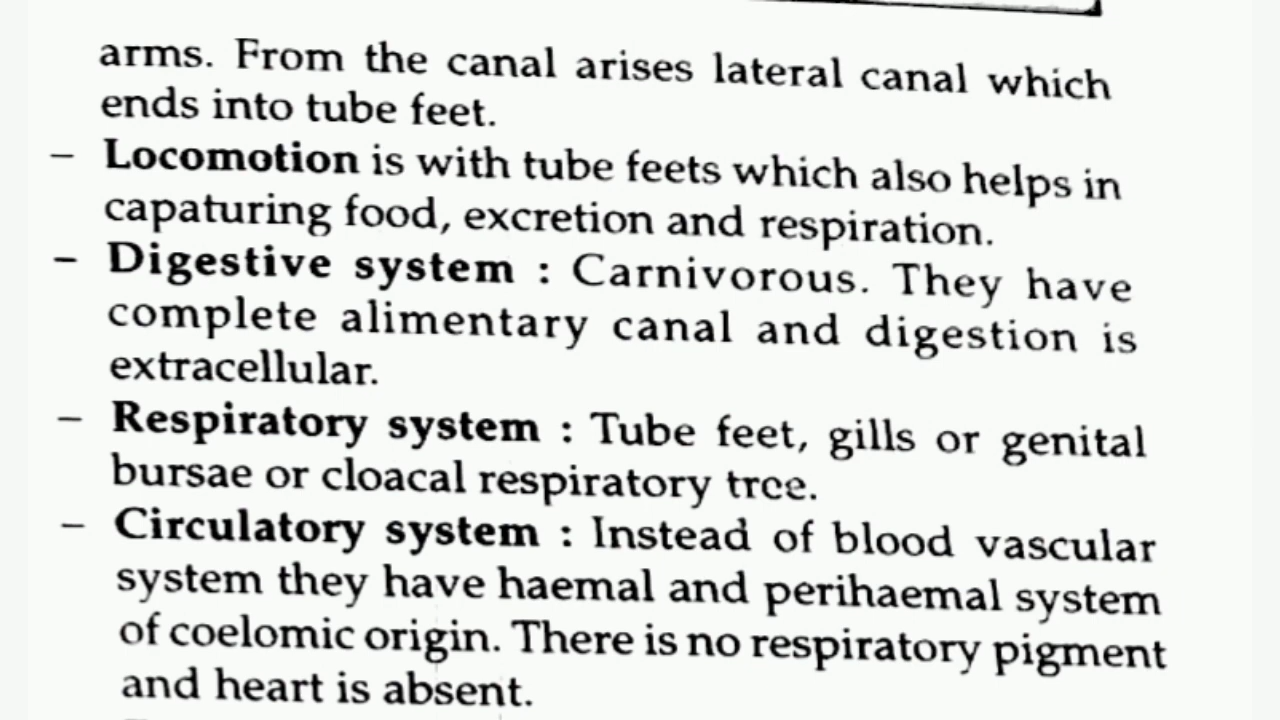 arms. From the canal arises lateral canal which
ends into tube feet.
– Locomotion is with tube feets which also helps in
capaturing food, excretion and respiration.
– Digestive system : Carnivorous. They have
complete alimentary canal and digestion is
extracellular.
– Respiratory system : Tube feet, gills or genital
bursae or cloacal respiratory tree.
– Circulatory system : Instead of blood vascular
system they have haemal and perihaemal system
of coelomic origin. There is no respiratory pigment
and heart is absent.